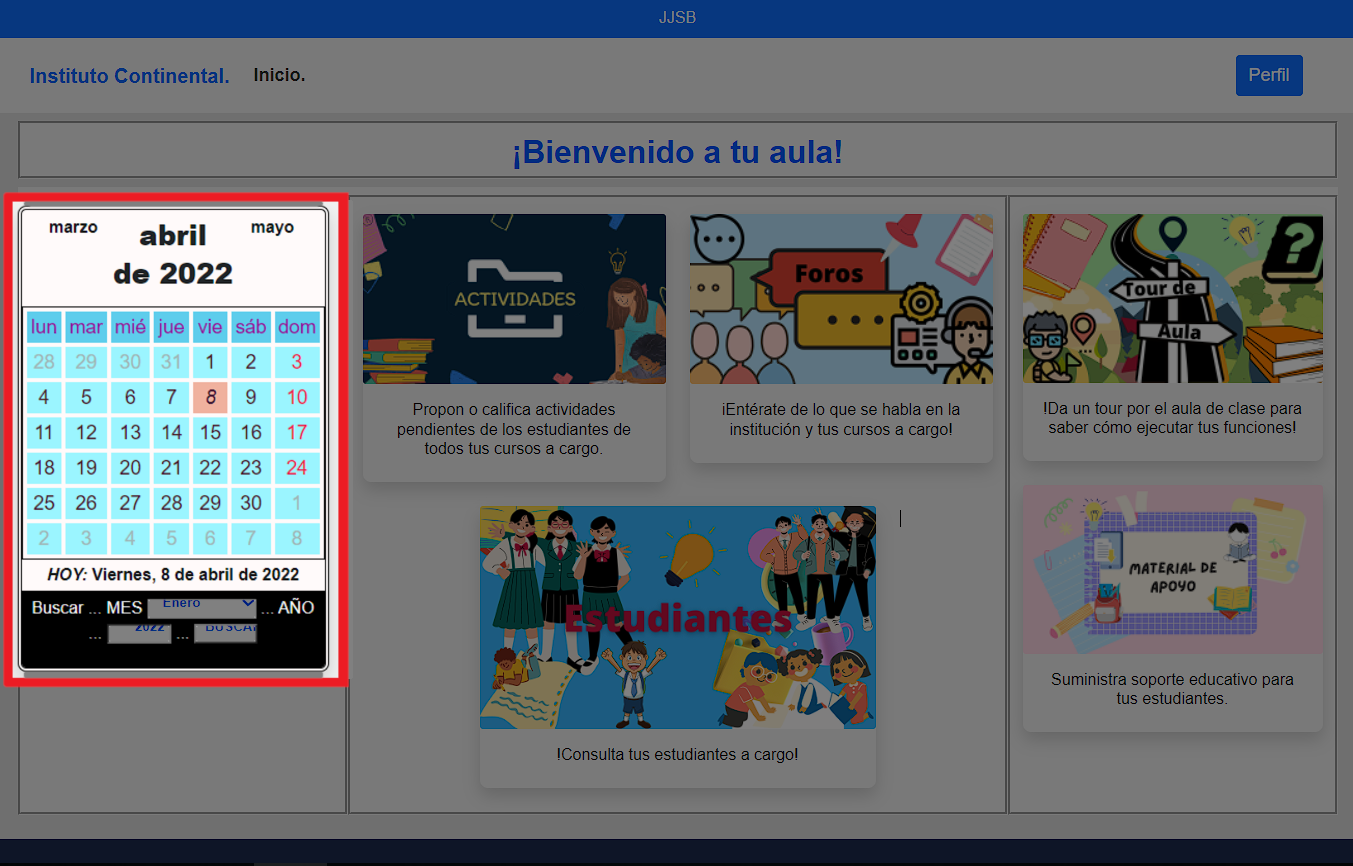 JJSB
Instituto Continental. Inicio. Perfil
¡Bienvenido a tu aula!
marzo abril mayo
de 2022
lun mar mié jue vie sáb dom
28 29 30 31 1 2 3
4 5 6 7 8 9 10
11 12 13 14 15 16 17
18 19 20 21 22 23 24
25 26 27 28 29 30 1
2 3 4 5 6 7 8
HOY: Viernes, 8 de abril de 2022
Buscar ... MES Enero ... AÑO
... 2022 ... BUSCAR
ACTIVIDADES
Propon o califica actividades
pendientes de los estudiantes de
todos tus cursos a cargo.
Foros
¡Entérate de lo que se habla en la
institución y tus cursos a cargo!
Estudiantes
!Consulta tus estudiantes a cargo!
?
Tour de
Aula
!Da un tour por el aula de clase para
saber cómo ejecutar tus funciones!
MATERIAL DE
APOYO
Suministra soporte educativo para
tus estudiantes.